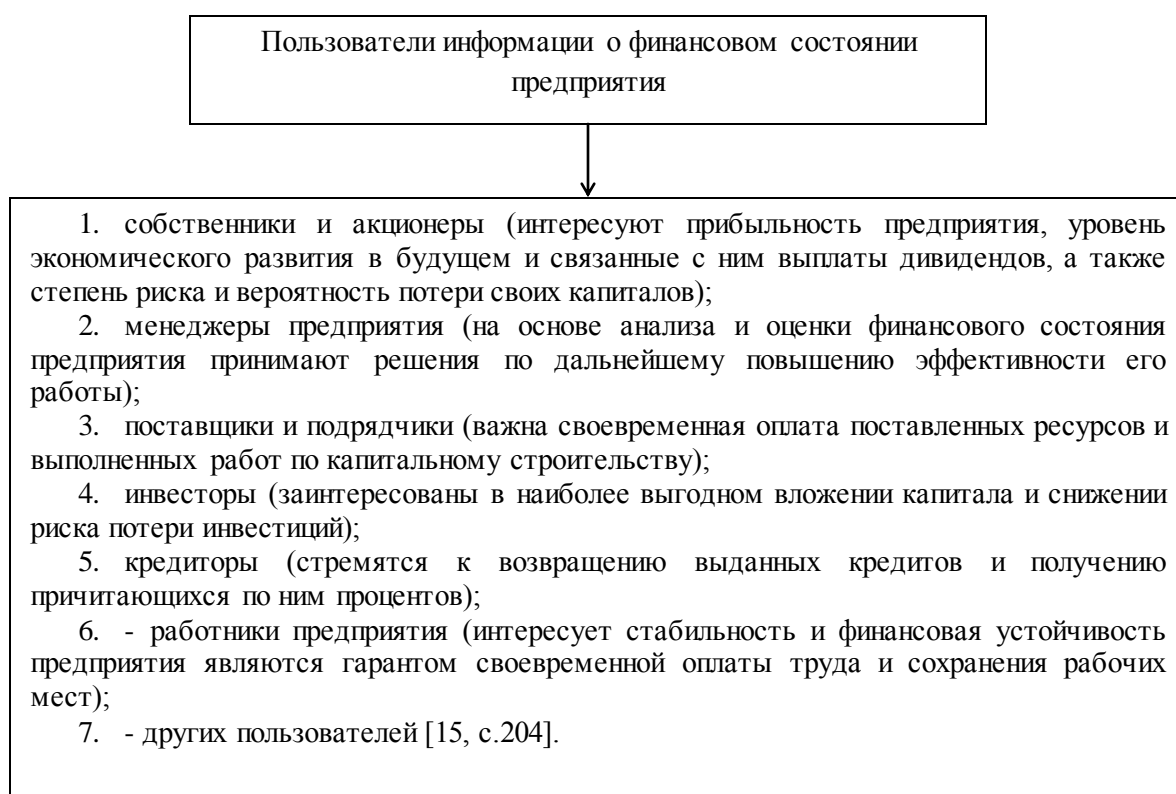 Пользователи информации о финансовом состоянии
предприятия
1. собственники и акционеры (интересуют прибыльность предприятия, уровень
экономического развития в будущем и связанные с ним выплаты дивидендов, а также
степень риска и вероятность потери своих капиталов);
2. менеджеры предприятия (на основе анализа и оценки финансового состояния
предприятия принимают решения по дальнейшему повышению эффективности его
работы);
3. поставщики и подрядчики (важна своевременная оплата поставленных ресурсов и
выполненных работ по капитальному строительству);
4. инвесторы (заинтересованы в наиболее выгодном вложении капитала и снижении
риска потери инвестиций);
5. кредиторы (стремятся к возвращению выданных кредитов и получению
причитающихся по ним процентов);
6. - работники предприятия (интересует стабильность и финансовая устойчивость
предприятия являются гарантом своевременной оплаты труда и сохранения рабочих
мест);
7. - других пользователей [15, с.204].